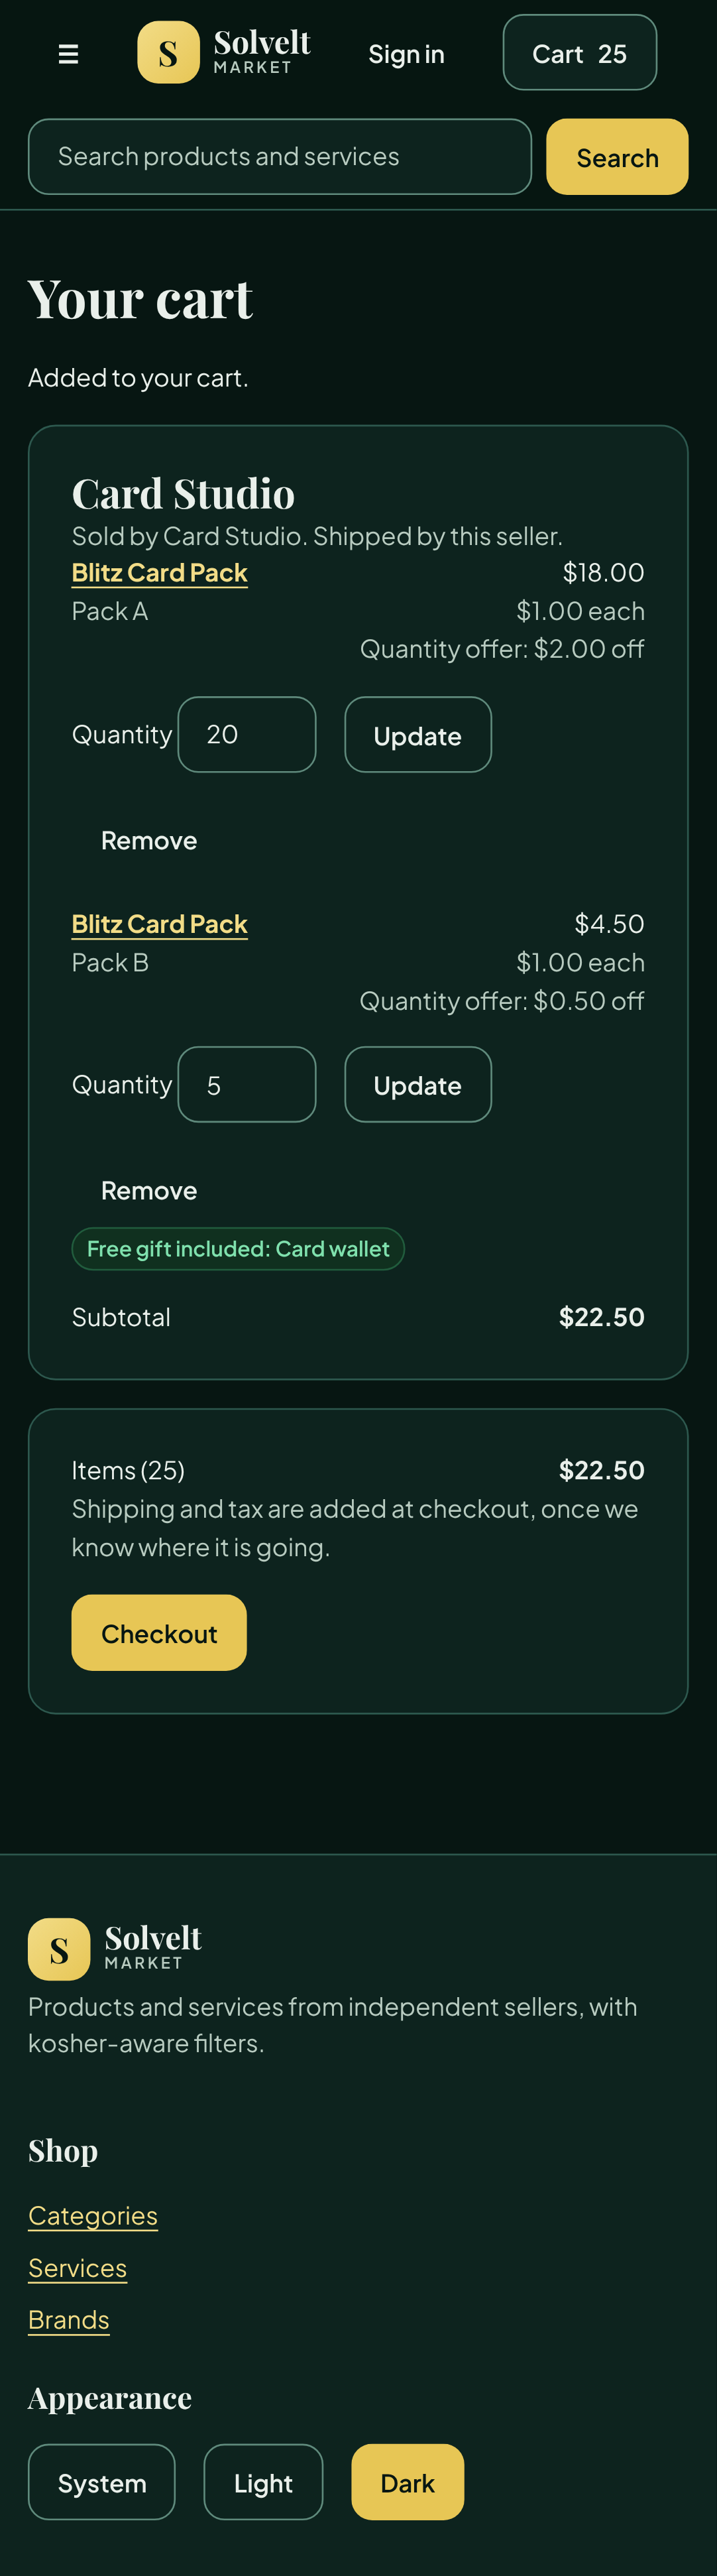 S Solvelt
MARKET
Sign in
Cart 25
Search products and services
Search
Your cart
Added to your cart.
Card Studio
Sold by Card Studio. Shipped by this seller.
Blitz Card Pack $18.00
Pack A $1.00 each
Quantity offer: $2.00 off
Quantity 20 Update
Remove
Blitz Card Pack $4.50
Pack B $1.00 each
Quantity offer: $0.50 off
Quantity 5 Update
Remove
Free gift included: Card wallet
Subtotal $22.50
Items (25) $22.50
Shipping and tax are added at checkout, once we
know where it is going.
Checkout
S Solvelt
MARKET
Products and services from independent sellers, with
kosher-aware filters.
Shop
Categories
Services
Brands
Appearance
System Light Dark